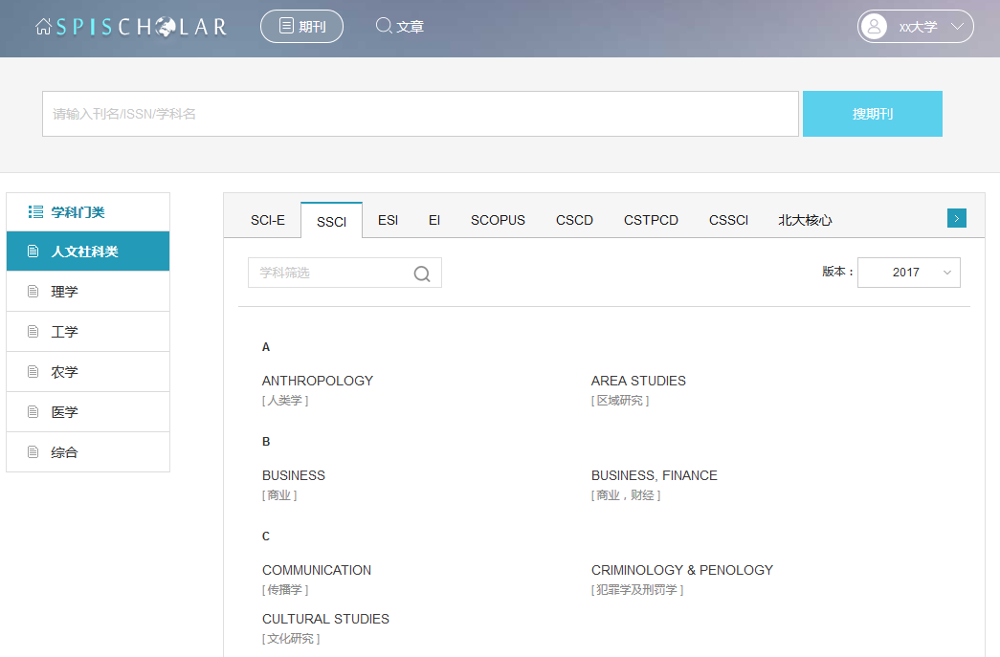 SPISCHOLAR 期刊 文章 xx大学
请输入刊名/ISSN/学科名 搜期刊
学科门类
人文社科类
理学
工学
农学
医学
综合
SCI-E SSCI ESI EI SCOPUS CSCD CSTPCD CSSCI 北大核心
学科筛选 版本： 2017
A
ANTHROPOLOGY AREA STUDIES
[ 人类学 ] [ 区域研究 ]
B
BUSINESS BUSINESS, FINANCE
[ 商业 ] [ 商业，财经 ]
C
COMMUNICATION CRIMINOLOGY & PENOLOGY
[ 传播学 ] [ 犯罪学及刑罚学 ]
CULTURAL STUDIES
[ 文化研究 ]